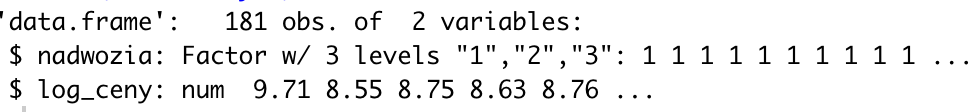 'data.frame':	181 obs. of  2 variables:
 $ nadwozia: Factor w/ 3 levels "1","2","3": 1 1 1 1 1 1 1 1 1 1 ...
 $ log_ceny: num  9.71 8.55 8.75 8.63 8.76 ...